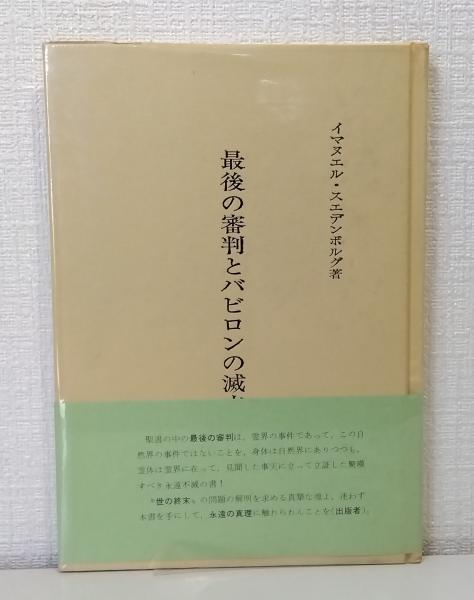 イマヌエル・スエデンボルグ著
最後の審判とバビロンの滅
聖書の中の最後の審判は、霊界の事件であって、この自
然界の事件ではないことを、身体は自然界にありつつも、
霊体は霊界に在って、見聞した事実に立って立証した驚嘆
すべき永遠不滅の書！
〝世の終末〟の問題の解明を求める真摯な魂よ、迷わず
本書を手にして、永遠の真理に触れられんことを（出版者）。